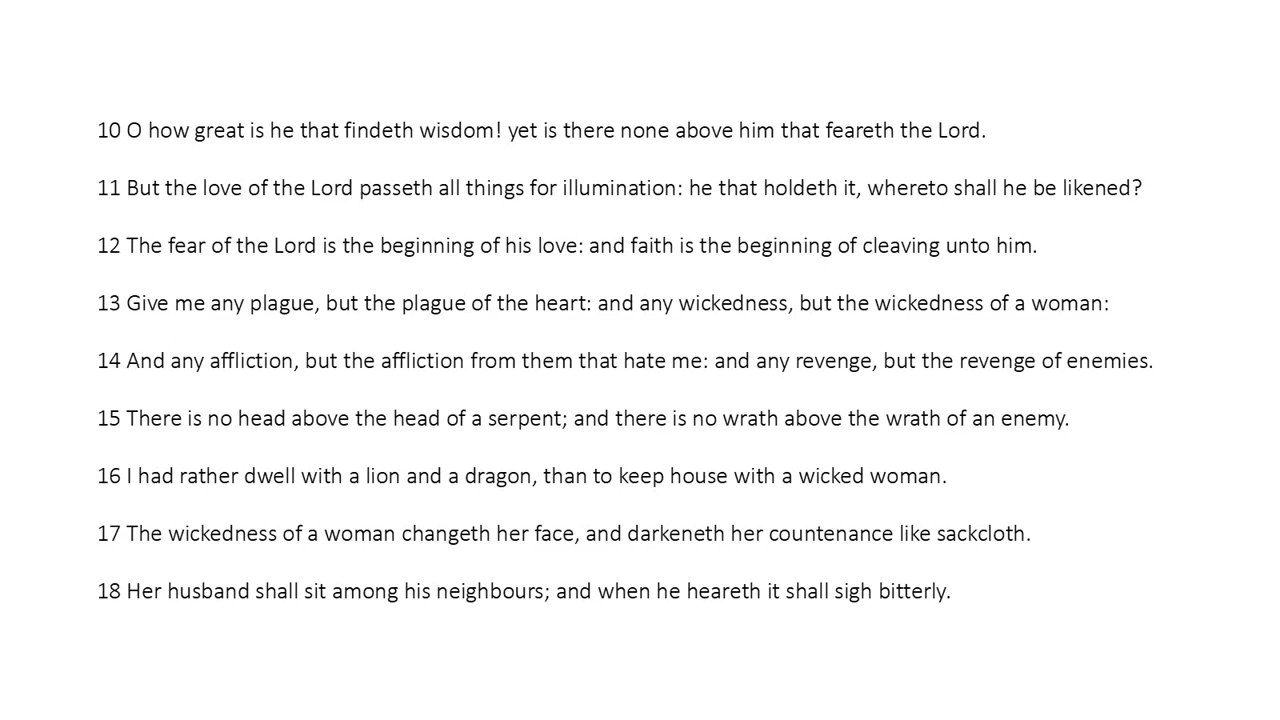 10 O how great is he that findeth wisdom! yet is there none above him that feareth the Lord.
11 But the love of the Lord passeth all things for illumination: he that holdeth it, whereto shall he be likened?
12 The fear of the Lord is the beginning of his love: and faith is the beginning of cleaving unto him.
13 Give me any plague, but the plague of the heart: and any wickedness, but the wickedness of a woman:
14 And any affliction, but the affliction from them that hate me: and any revenge, but the revenge of enemies.
15 There is no head above the head of a serpent; and there is no wrath above the wrath of an enemy.
16 I had rather dwell with a lion and a dragon, than to keep house with a wicked woman.
17 The wickedness of a woman changeth her face, and darkeneth her countenance like sackcloth.
18 Her husband shall sit among his neighbours; and when he heareth it shall sigh bitterly.